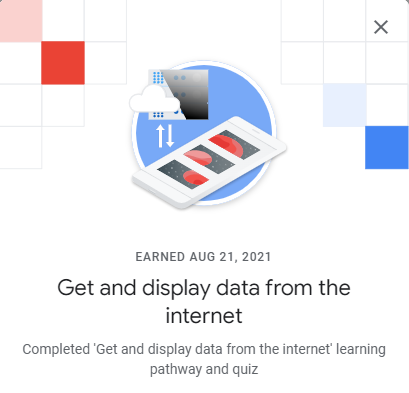 EARNED AUG 21, 2021
Get and display data from the
internet
Completed 'Get and display data from the internet' learning
pathway and quiz